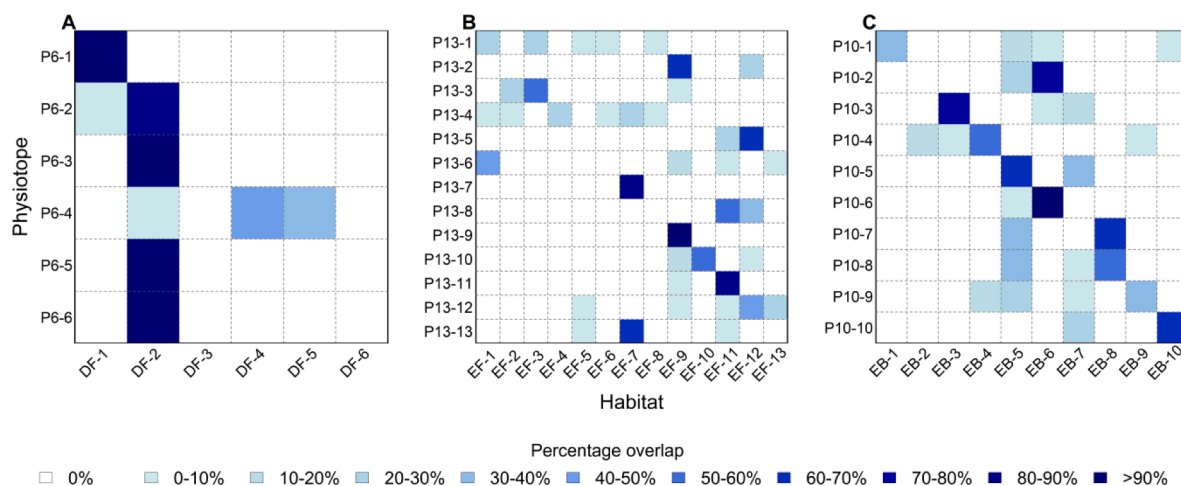 A
B
C
Physiotope
P6-1
P6-2
P6-3
P6-4
P6-5
P6-6
DF-1
DF-2
DF-3
DF-4
DF-5
DF-6
P13-1
P13-2
P13-3
P13-4
P13-5
P13-6
P13-7
P13-8
P13-9
P13-10
P13-11
P13-12
P13-13
EF-1
EF-2
EF-3
EF-4
EF-5
EF-6
EF-7
EF-8
EF-9
EF-10
EF-11
EF-12
EF-13
P10-1
P10-2
P10-3
P10-4
P10-5
P10-6
P10-7
P10-8
P10-9
P10-10
EB-1
EB-2
EB-3
EB-4
EB-5
EB-6
EB-7
EB-8
EB-9
EB-10
Habitat
Percentage overlap
0% 0-10% 10-20% 20-30% 30-40% 40-50% 50-60% 60-70% 70-80% 80-90% >90%